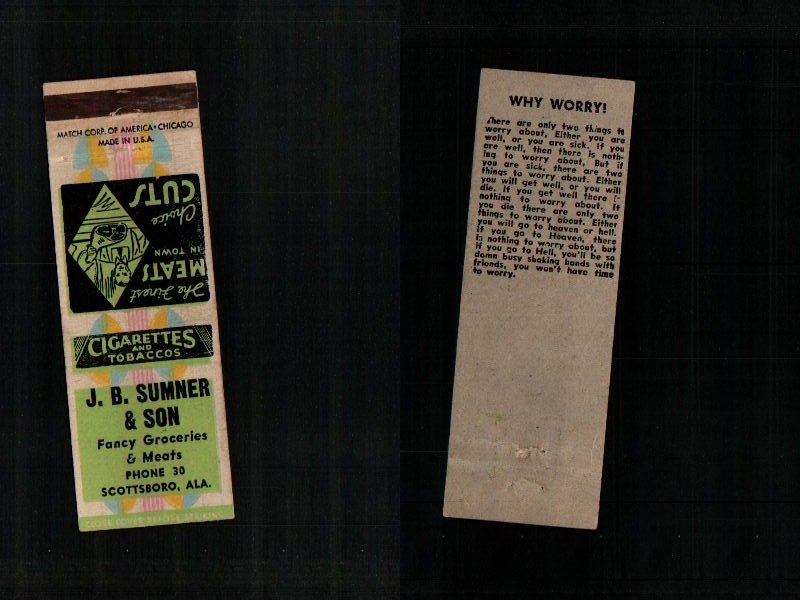 MATCH CORP. OF AMERICA • CHICAGO
MADE IN U.S.A.
The Finest
MEATS
IN TOWN
Choice
CUTS
CIGARETTES
AND
TOBACCOS
J. B. SUMNER
& SON
Fancy Groceries
& Meats
PHONE 30
SCOTTSBORO, ALA.
CLOSE COVER BEFORE STRIKING
WHY WORRY!
There are only two things to
worry about. Either you are
well, or you are sick. If you
are well, then there is noth-
ing to worry about. But if
you are sick, there are two
things to worry about. Either
you will get well, or you will
die. If you get well there is
nothing to worry about. If
you die there are only two
things to worry about. Either
you will go to heaven or hell.
If you go to Heaven, there
is nothing to worry about, but
if you go to Hell, you'll be so
damn busy shaking hands with
friends, you won't have time
to worry.